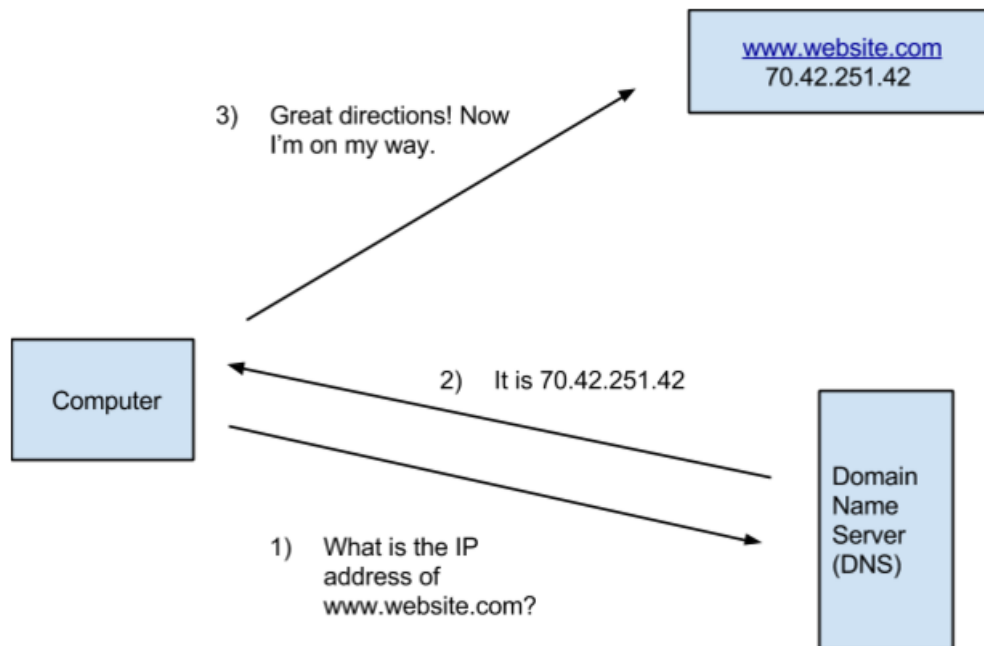 www.website.com
70.42.251.42
3) Great directions! Now
I'm on my way.
Computer
2) It is 70.42.251.42
Domain
Name
Server
(DNS)
1) What is the IP
address of
www.website.com?